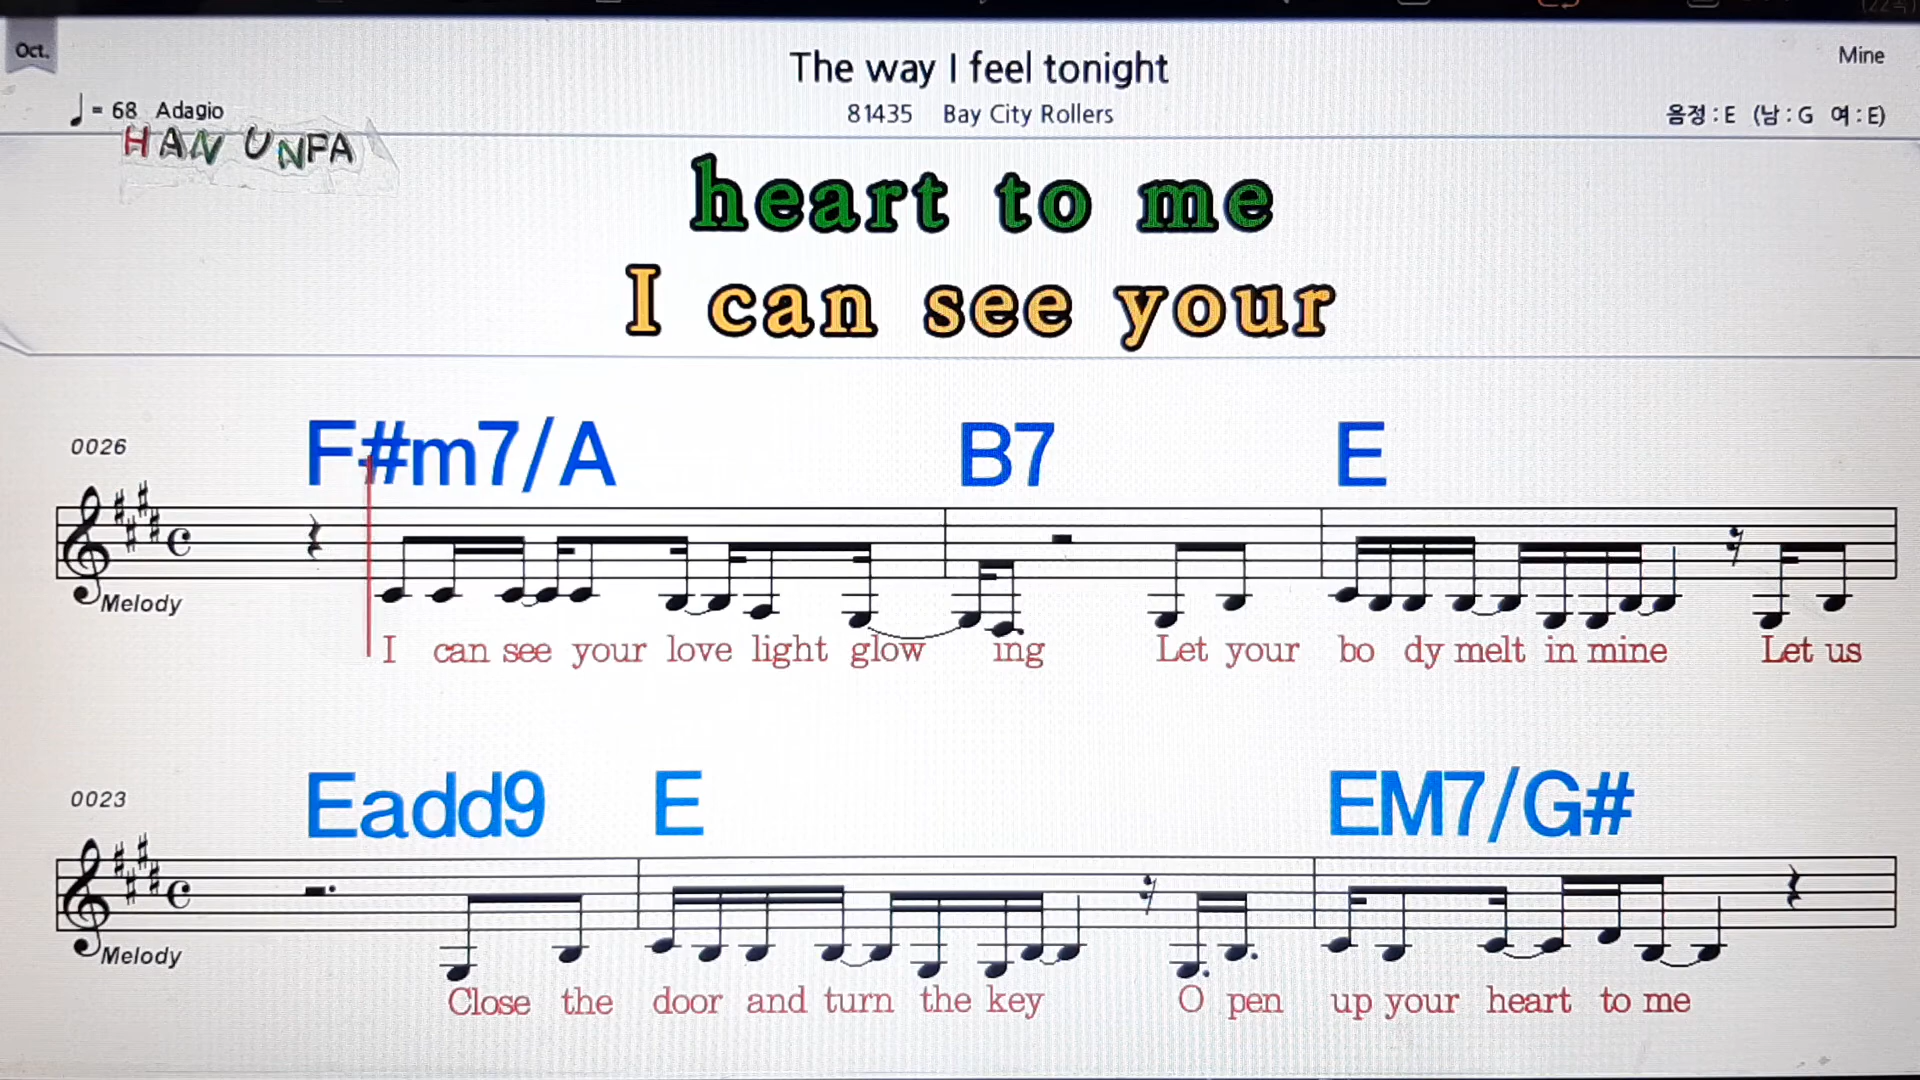 Oct.
The way I feel tonight
Mine
= 68 Adagio
81435 Bay City Rollers
음정 : E (남 : G 여 : E)
HAN UNPA
heart to me
I can see your
0026
F#m7/A B7 E
Melody
I can see your love light glow ing Let your bo dy melt in mine Let us
0023
Eadd9 E EM7/G#
Melody
Close the door and turn the key O pen up your heart to me